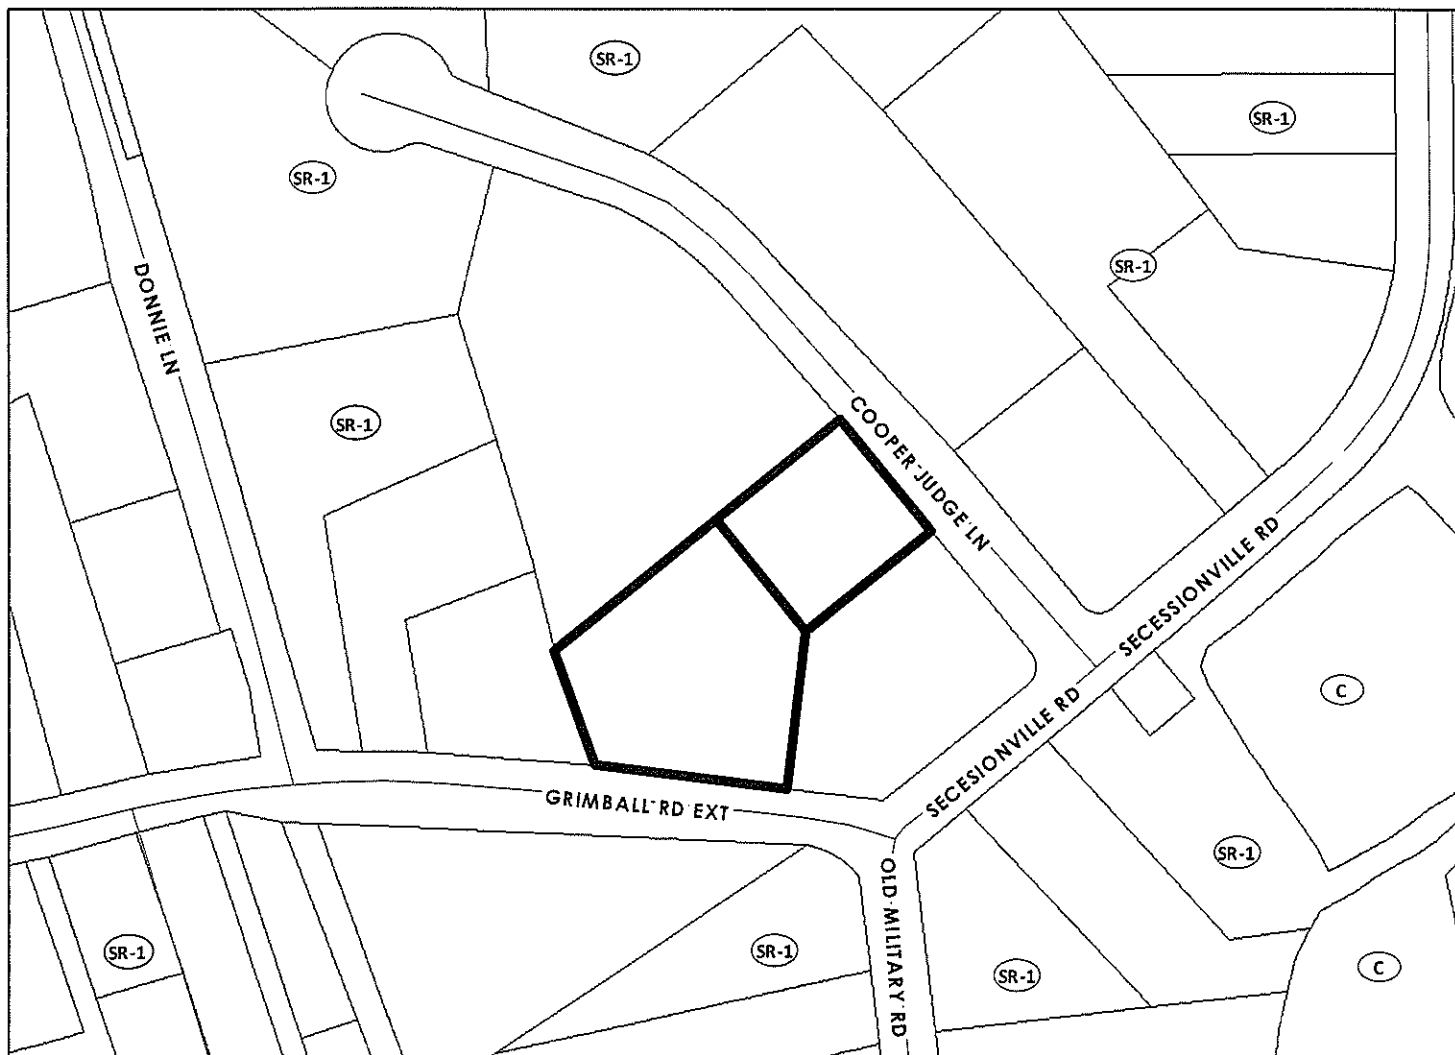 SR-1
SR-1
SR-1
SR-1
DONNIE LN
SR-1
COOPER JUDGE LN
SECESSIONVILLE RD
C
SECESIONVILLE RD
GRIMBALL RD EXT
SR-1
OLD MILITARY RD
SR-1
SR-1
SR-1
C